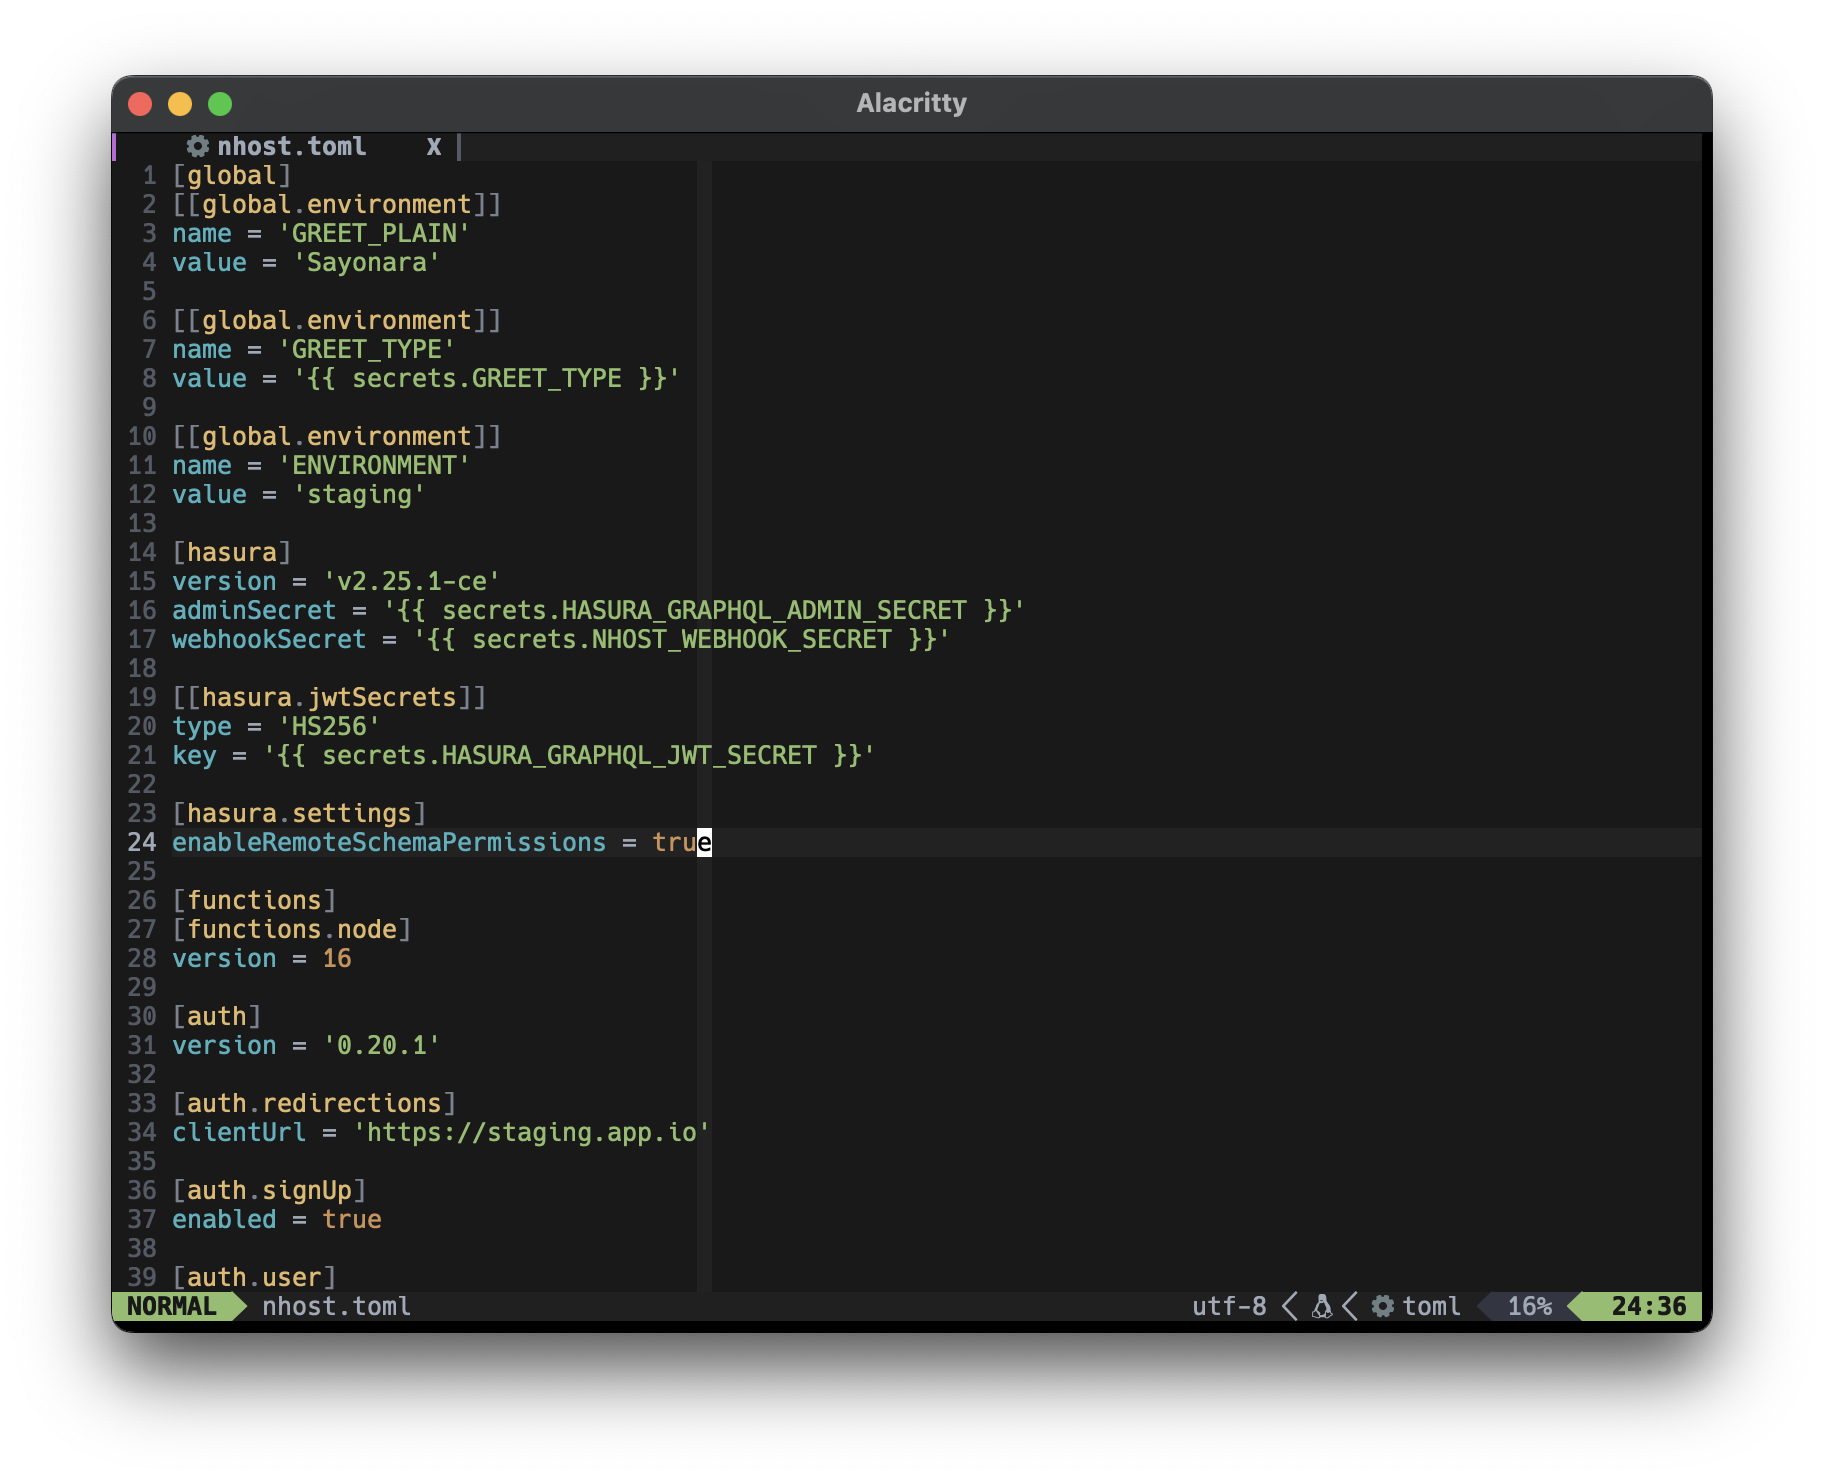 Alacritty
nhost.toml X
1 [global]
2 [[global.environment]]
3 name = 'GREET_PLAIN'
4 value = 'Sayonara'
5
6 [[global.environment]]
7 name = 'GREET_TYPE'
8 value = '{{ secrets.GREET_TYPE }}'
9
10 [[global.environment]]
11 name = 'ENVIRONMENT'
12 value = 'staging'
13
14 [hasura]
15 version = 'v2.25.1-ce'
16 adminSecret = '{{ secrets.HASURA_GRAPHQL_ADMIN_SECRET }}'
17 webhookSecret = '{{ secrets.NHOST_WEBHOOK_SECRET }}'
18
19 [[hasura.jwtSecrets]]
20 type = 'HS256'
21 key = '{{ secrets.HASURA_GRAPHQL_JWT_SECRET }}'
22
23 [hasura.settings]
24 enableRemoteSchemaPermissions = true
25
26 [functions]
27 [functions.node]
28 version = 16
29
30 [auth]
31 version = '0.20.1'
32
33 [auth.redirections]
34 clientUrl = 'https://staging.app.io'
35
36 [auth.signUp]
37 enabled = true
38
39 [auth.user]
NORMAL nhost.toml utf-8 toml 16% 24:36